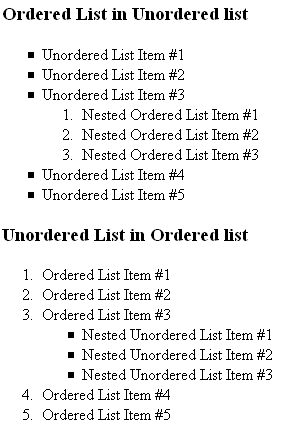 Ordered List in Unordered list
▪ Unordered List Item #1
▪ Unordered List Item #2
▪ Unordered List Item #3
1. Nested Ordered List Item #1
2. Nested Ordered List Item #2
3. Nested Ordered List Item #3
▪ Unordered List Item #4
▪ Unordered List Item #5
Unordered List in Ordered list
1. Ordered List Item #1
2. Ordered List Item #2
3. Ordered List Item #3
▪ Nested Unordered List Item #1
▪ Nested Unordered List Item #2
▪ Nested Unordered List Item #3
4. Ordered List Item #4
5. Ordered List Item #5